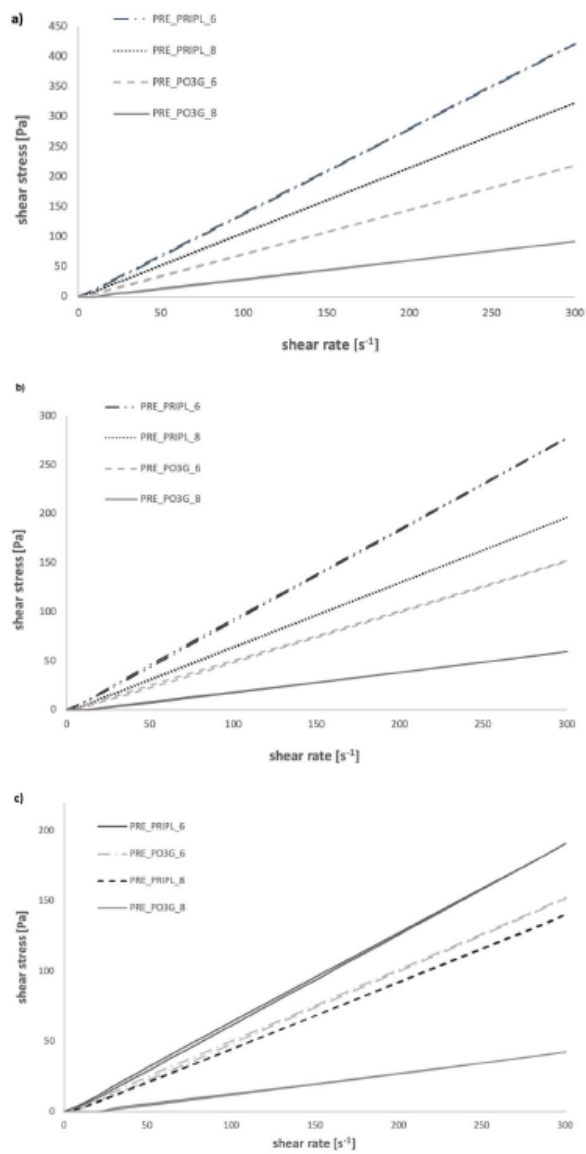 a)
PRE_PRIPL_6
PRE_PRIPL_8
PRE_PO3G_6
PRE_PO3G_8
shear stress [Pa]
450
400
350
300
250
200
150
100
50
0
0 50 100 150 200 250 300
shear rate [s⁻¹]
b)
PRE_PRIPL_6
PRE_PRIPL_8
PRE_PO3G_6
PRE_PO3G_8
shear stress [Pa]
300
250
200
150
100
50
0
0 50 100 150 200 250 300
shear rate [s⁻¹]
c)
PRE_PRIPL_6
PRE_PO3G_6
PRE_PRIPL_8
PRE_PO3G_8
shear stress [Pa]
200
150
100
50
0
0 50 100 150 200 250 300
shear rate [s⁻¹]